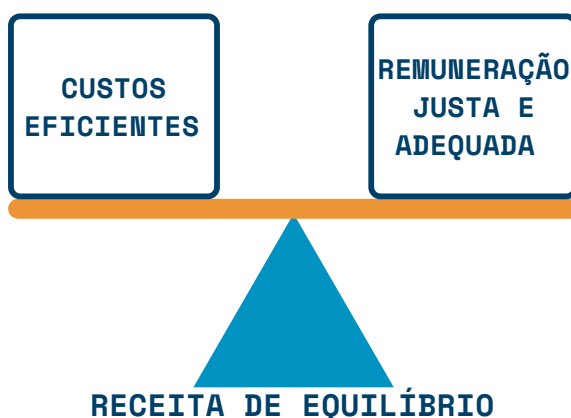 CUSTOS
EFICIENTES
REMUNERAÇÃO
JUSTA E
ADEQUADA
RECEITA DE EQUILÍBRIO